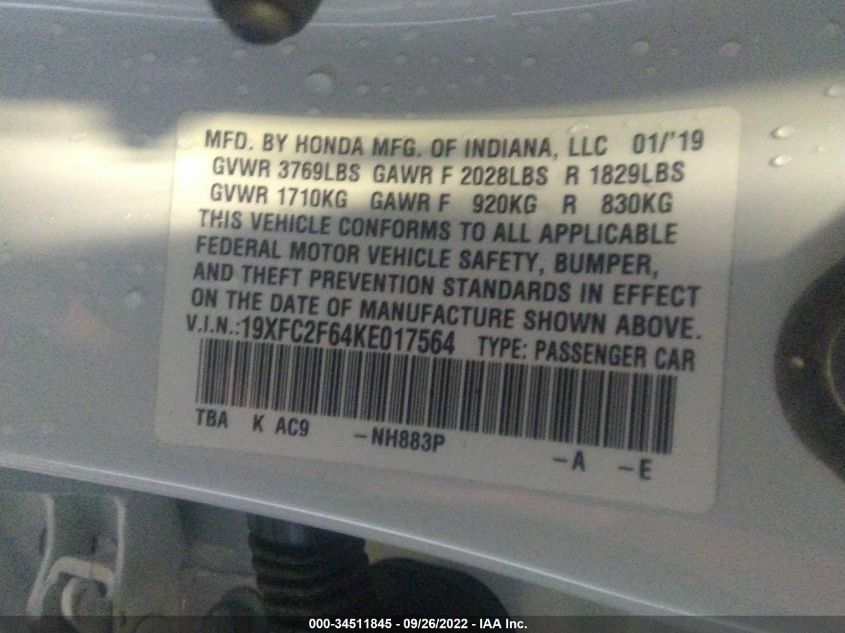 MFD. BY HONDA MFG. OF INDIANA, LLC 01/'19
GVWR 3769LBS GAWR F 2028LBS R 1829LBS
GVWR 1710KG GAWR F 920KG R 830KG
THIS VEHICLE CONFORMS TO ALL APPLICABLE
FEDERAL MOTOR VEHICLE SAFETY, BUMPER,
AND THEFT PREVENTION STANDARDS IN EFFECT
ON THE DATE OF MANUFACTURE SHOWN ABOVE.
V.I.N.:19XFC2F64KE017564 TYPE: PASSENGER CAR
TBA K AC9 -NH883P -A -E
000-34511845 - 09/26/2022 - IAA Inc.